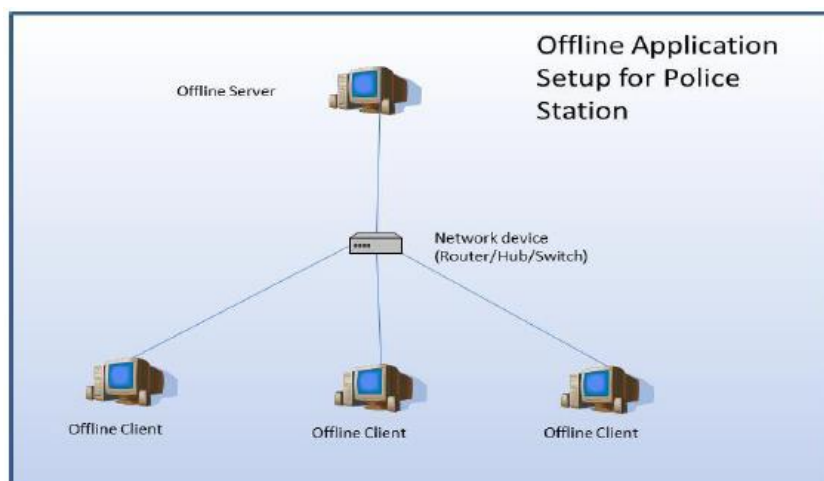 Offline Application
Setup for Police
Station
Offline Server
Network device
(Router/Hub/Switch)
Offline Client
Offline Client
Offline Client